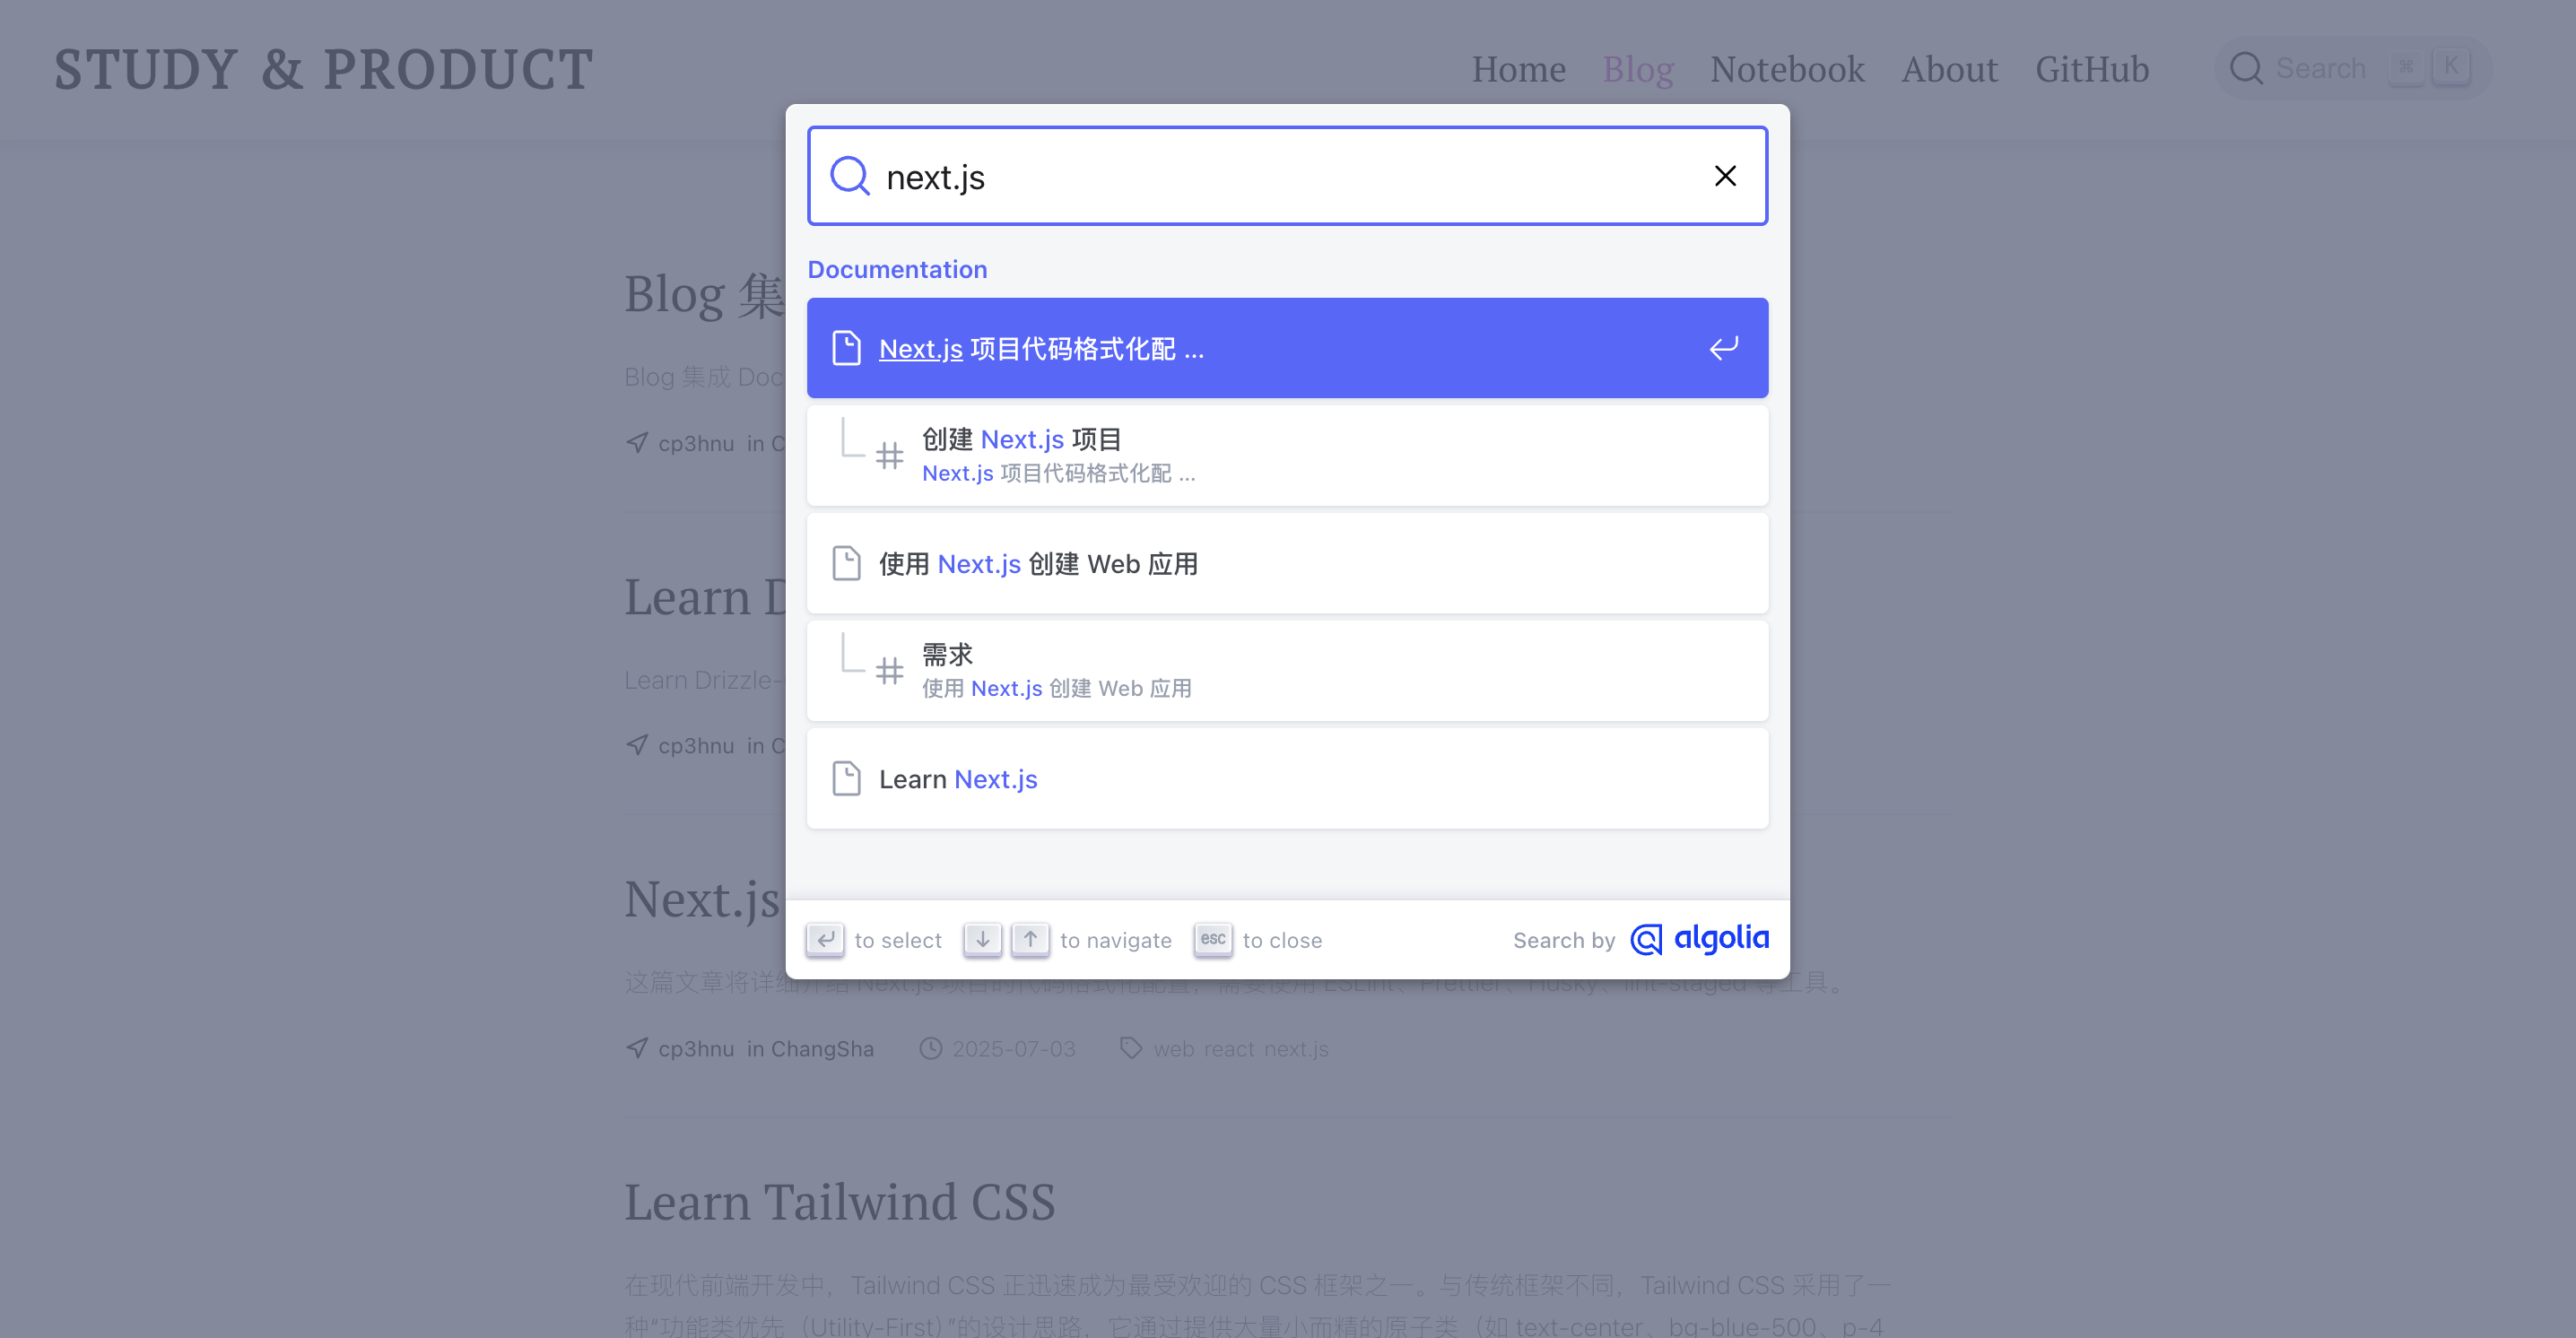 STUDY & PRODUCT
Home Blog Notebook About GitHub
Search ⌘ K
next.js
Documentation
Next.js 项目代码格式化配 ...
创建 Next.js 项目
Next.js 项目代码格式化配 ...
使用 Next.js 创建 Web 应用
需求
使用 Next.js 创建 Web 应用
Learn Next.js
to select
to navigate
esc to close
Search by algolia
Blog 集
Blog 集成 Doc
cp3hnu in C
Learn D
Learn Drizzle-
cp3hnu in C
Next.js
这篇文章将详细介绍 Next.js 项目的代码格式化配置，需要使用 ESLint、Prettier、Husky、lint-staged 等工具。
cp3hnu in ChangSha 2025-07-03 web react next.js
Learn Tailwind CSS
在现代前端开发中，Tailwind CSS 正迅速成为最受欢迎的 CSS 框架之一。与传统框架不同，Tailwind CSS 采用了一
种“功能类优先（Utility-First）”的设计思路，它通过提供大量小而精的原子类（如 text-center、bg-blue-500、p-4